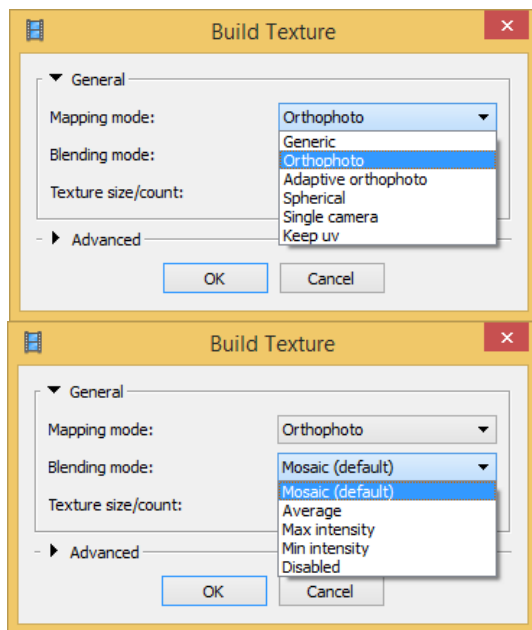 Build Texture
General
Mapping mode: Orthophoto
Generic
Blending mode:
Orthophoto
Adaptive orthophoto
Texture size/count:
Spherical
Single camera
Keep uv
Advanced
OK Cancel
Build Texture
General
Mapping mode: Orthophoto
Blending mode: Mosaic (default)
Mosaic (default)
Texture size/count:
Average
Max intensity
Min intensity
Disabled
Advanced
OK Cancel